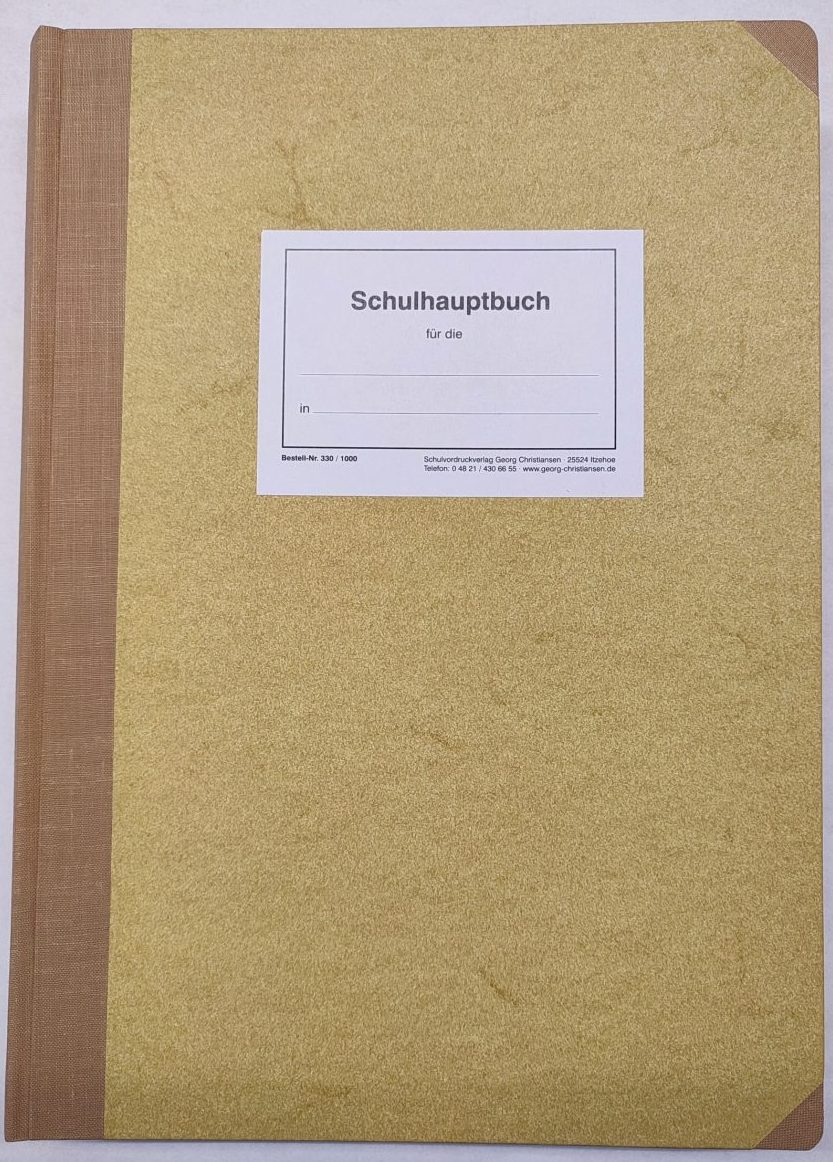 Schulhauptbuch
für die
in
Bestell-Nr. 330 / 1000
Schulvordruckverlag Georg Christiansen · 25524 Itzehoe
Telefon: 0 48 21 / 430 66 55 · www.georg-christiansen.de